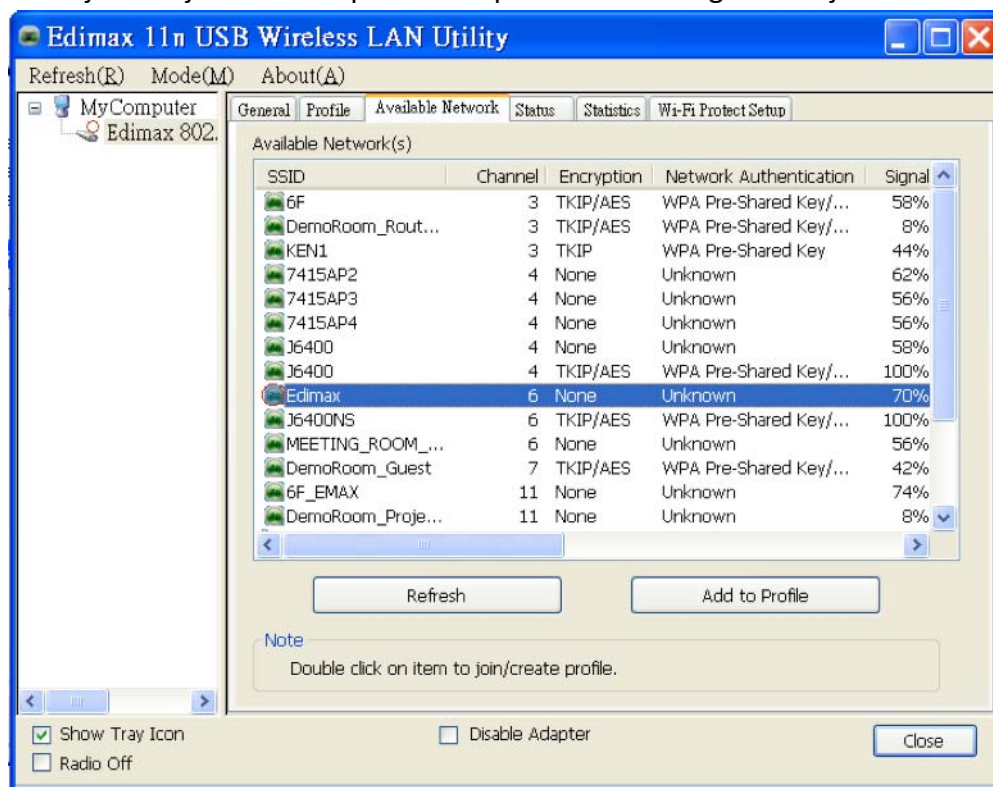 Edimax 11n USB Wireless LAN Utility
Refresh(R) Mode(M) About(A)
MyComputer
Edimax 802.
General Profile Available Network Status Statistics Wi-Fi Protect Setup
Available Network(s)
SSID Channel Encryption Network Authentication Signal
6F 3 TKIP/AES WPA Pre-Shared Key/... 58%
DemoRoom_Rout... 3 TKIP/AES WPA Pre-Shared Key/... 8%
KEN1 3 TKIP WPA Pre-Shared Key 44%
7415AP2 4 None Unknown 62%
7415AP3 4 None Unknown 56%
7415AP4 4 None Unknown 56%
J6400 4 None Unknown 58%
J6400 4 TKIP/AES WPA Pre-Shared Key/... 100%
Edimax 6 None Unknown 70%
J6400NS 6 TKIP/AES WPA Pre-Shared Key/... 100%
MEETING_ROOM_... 6 None Unknown 56%
DemoRoom_Guest 7 TKIP/AES WPA Pre-Shared Key/... 42%
6F_EMAX 11 None Unknown 74%
DemoRoom_Proje... 11 None Unknown 8%
Refresh Add to Profile
Note
Double click on item to join/create profile.
Show Tray Icon Disable Adapter
Radio Off
Close